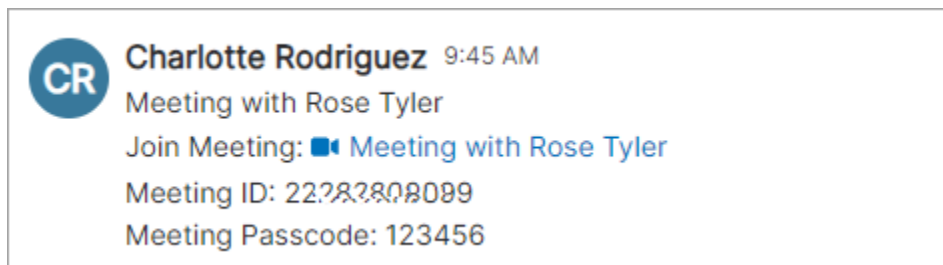 CR
Charlotte Rodriguez 9:45 AM
Meeting with Rose Tyler
Join Meeting: Meeting with Rose Tyler
Meeting ID:
Meeting Passcode: 123456